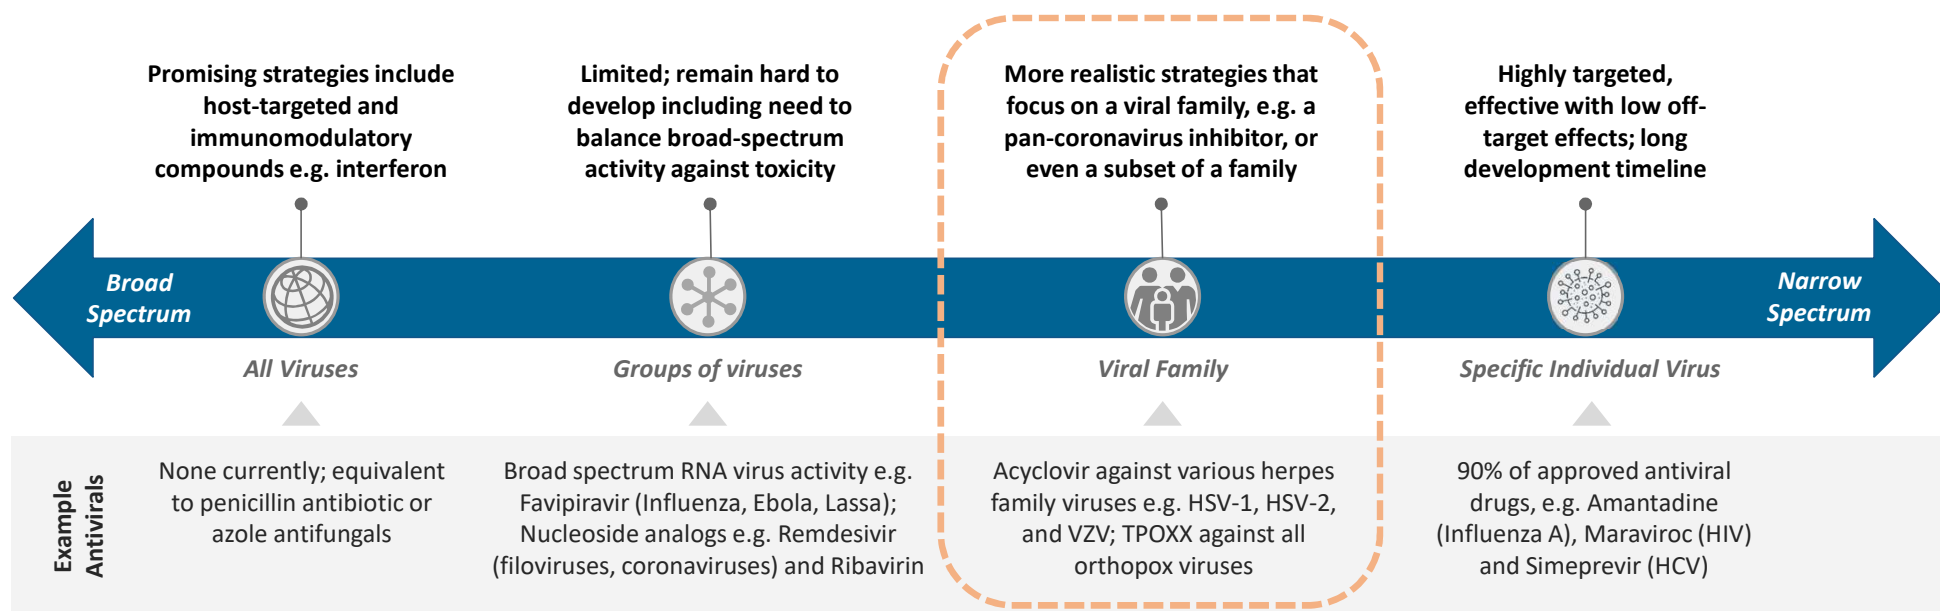 Promising strategies include
host-targeted and
immunomodulatory
compounds e.g. interferon
Limited; remain hard to
develop including need to
balance broad-spectrum
activity against toxicity
More realistic strategies that
focus on a viral family, e.g. a
pan-coronavirus inhibitor, or
even a subset of a family
Highly targeted,
effective with low off-
target effects; long
development timeline
Broad
Spectrum
Narrow
Spectrum
All Viruses
Groups of viruses
Viral Family
Specific Individual Virus
Example
Antivirals
None currently; equivalent
to penicillin antibiotic or
azole antifungals
Broad spectrum RNA virus activity e.g.
Favipiravir (Influenza, Ebola, Lassa);
Nucleoside analogs e.g. Remdesivir
(filoviruses, coronaviruses) and Ribavirin
Acyclovir against various herpes
family viruses e.g. HSV-1, HSV-2,
and VZV; TPOXX against all
orthopox viruses
90% of approved antiviral
drugs, e.g. Amantadine
(Influenza A), Maraviroc (HIV)
and Simeprevir (HCV)